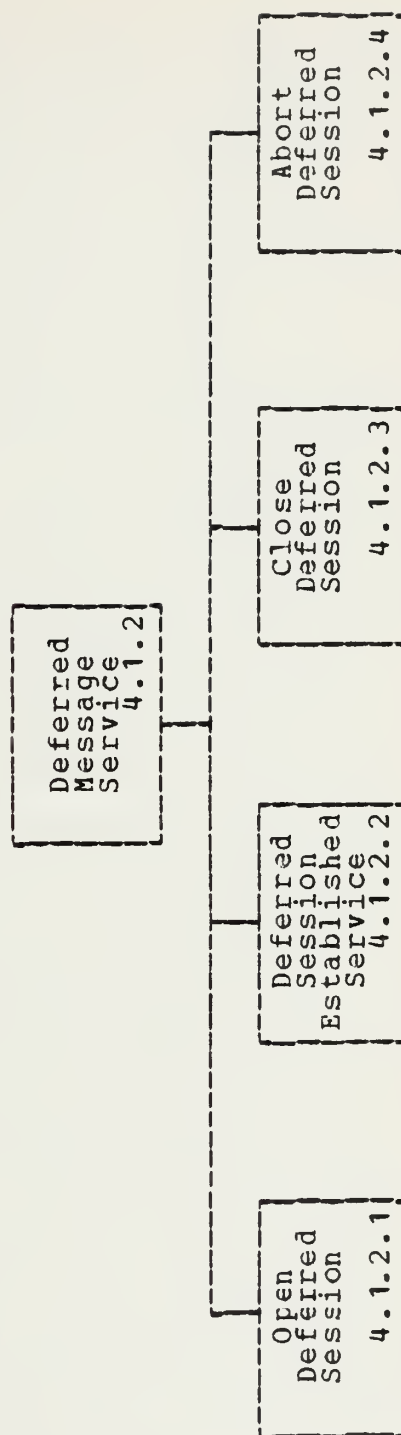 Deferred
Message
Service
4.1.2
Open
Deferred
Session
4.1.2.1
Deferred
Session
Established
Service
4.1.2.2
Close
Deferred
Session
4.1.2.3
Abort
Deferred
Session
4.1.2.4